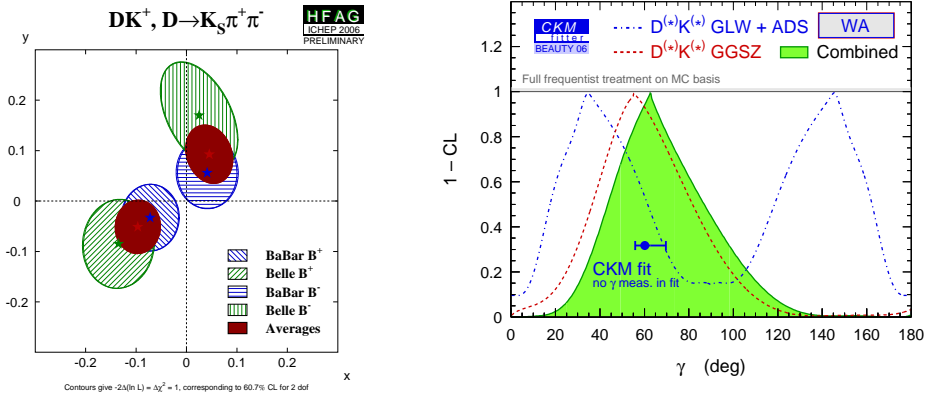 DK+, D→KSπ+π-
HFAG
ICHEP 2006
PRELIMINARY
y
0.2
0.1
0
-0.1
-0.2
-0.2
-0.1
0
0.1
0.2
x
BaBar B+
Belle B+
BaBar B-
Belle B-
Averages
Contours give -2Δ(ln L) = Δχ2 = 1, corresponding to 60.7% CL for 2 dof
CKM
fitter
BEAUTY 06
D(*)K(*) GLW + ADS
D(*)K(*) GGSZ
WA
Combined
Full frequentist treatment on MC basis
1 − CL
1.2
1
0.8
0.6
0.4
0.2
0
CKM fit
no γ meas. in fit
0
20
40
60
80
100
120
140
160
180
γ (deg)